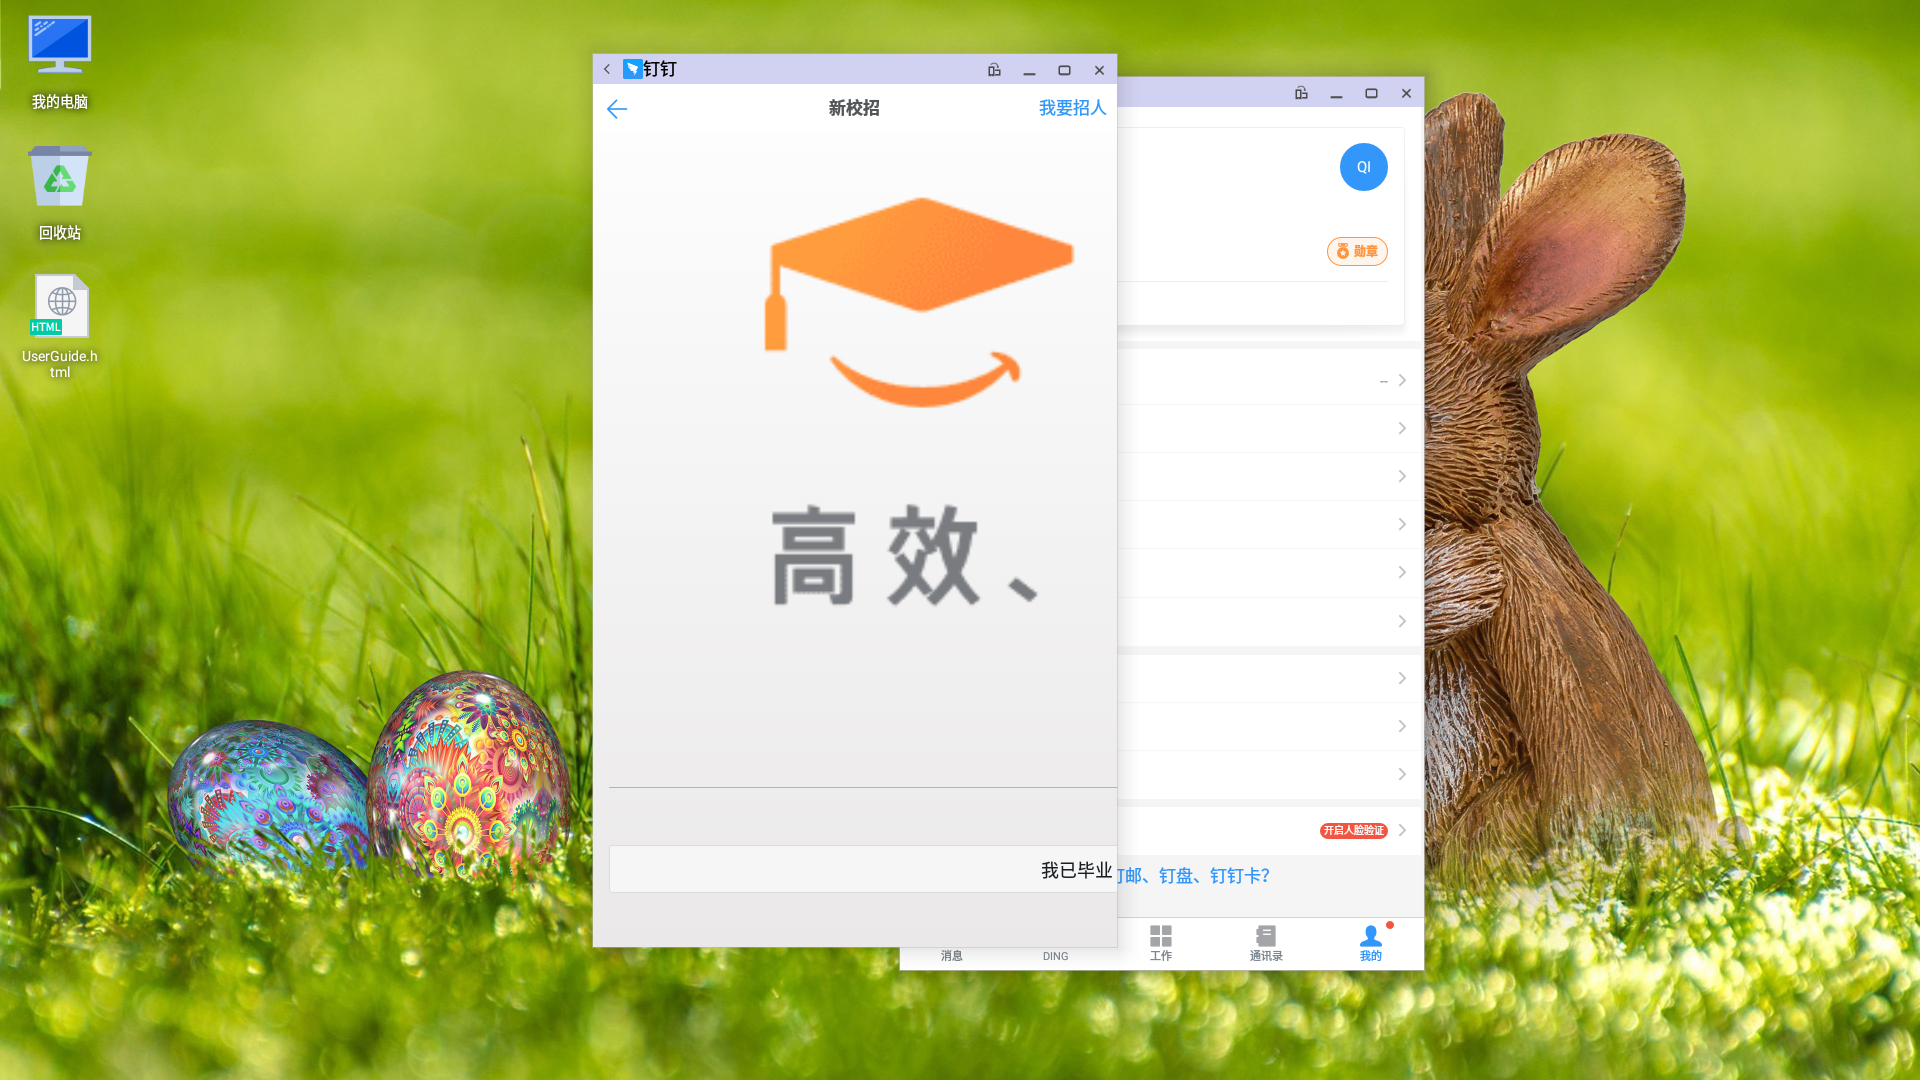 我的电脑
回收站
HTML
UserGuide.h
tml
钉钉
新校招
我要招人
高效、
我已毕业
QI
勋章
--
开启人脸验证
邮、钉盘、钉钉卡?
消息
DING
工作
通讯录
我的